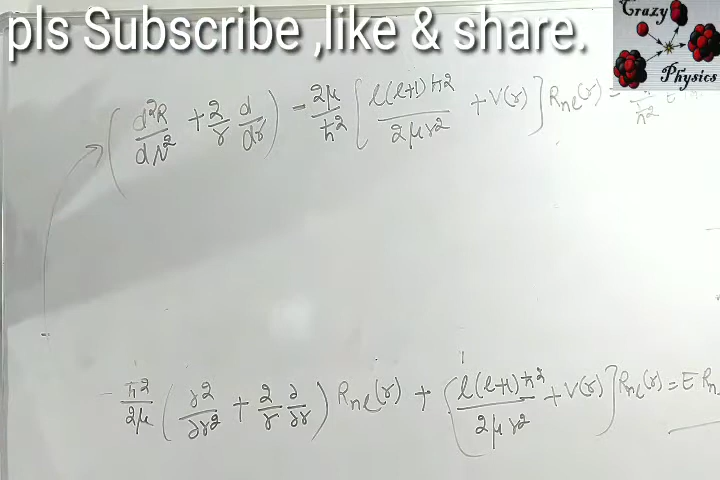 pls Subscribe ,like & share.
Crazy
Physics
( d²R/dr² + 2/r d/dr ) - 2μ/ħ² [ l(l+1)ħ²/2μr² + V(r) ] Rnl(r) =
- ħ²/2μ ( ∂²/∂r² + 2/r ∂/∂r ) Rnl(r) + [ l(l+1)ħ²/2μr² + V(r) ] Rnl(r) = E Rn